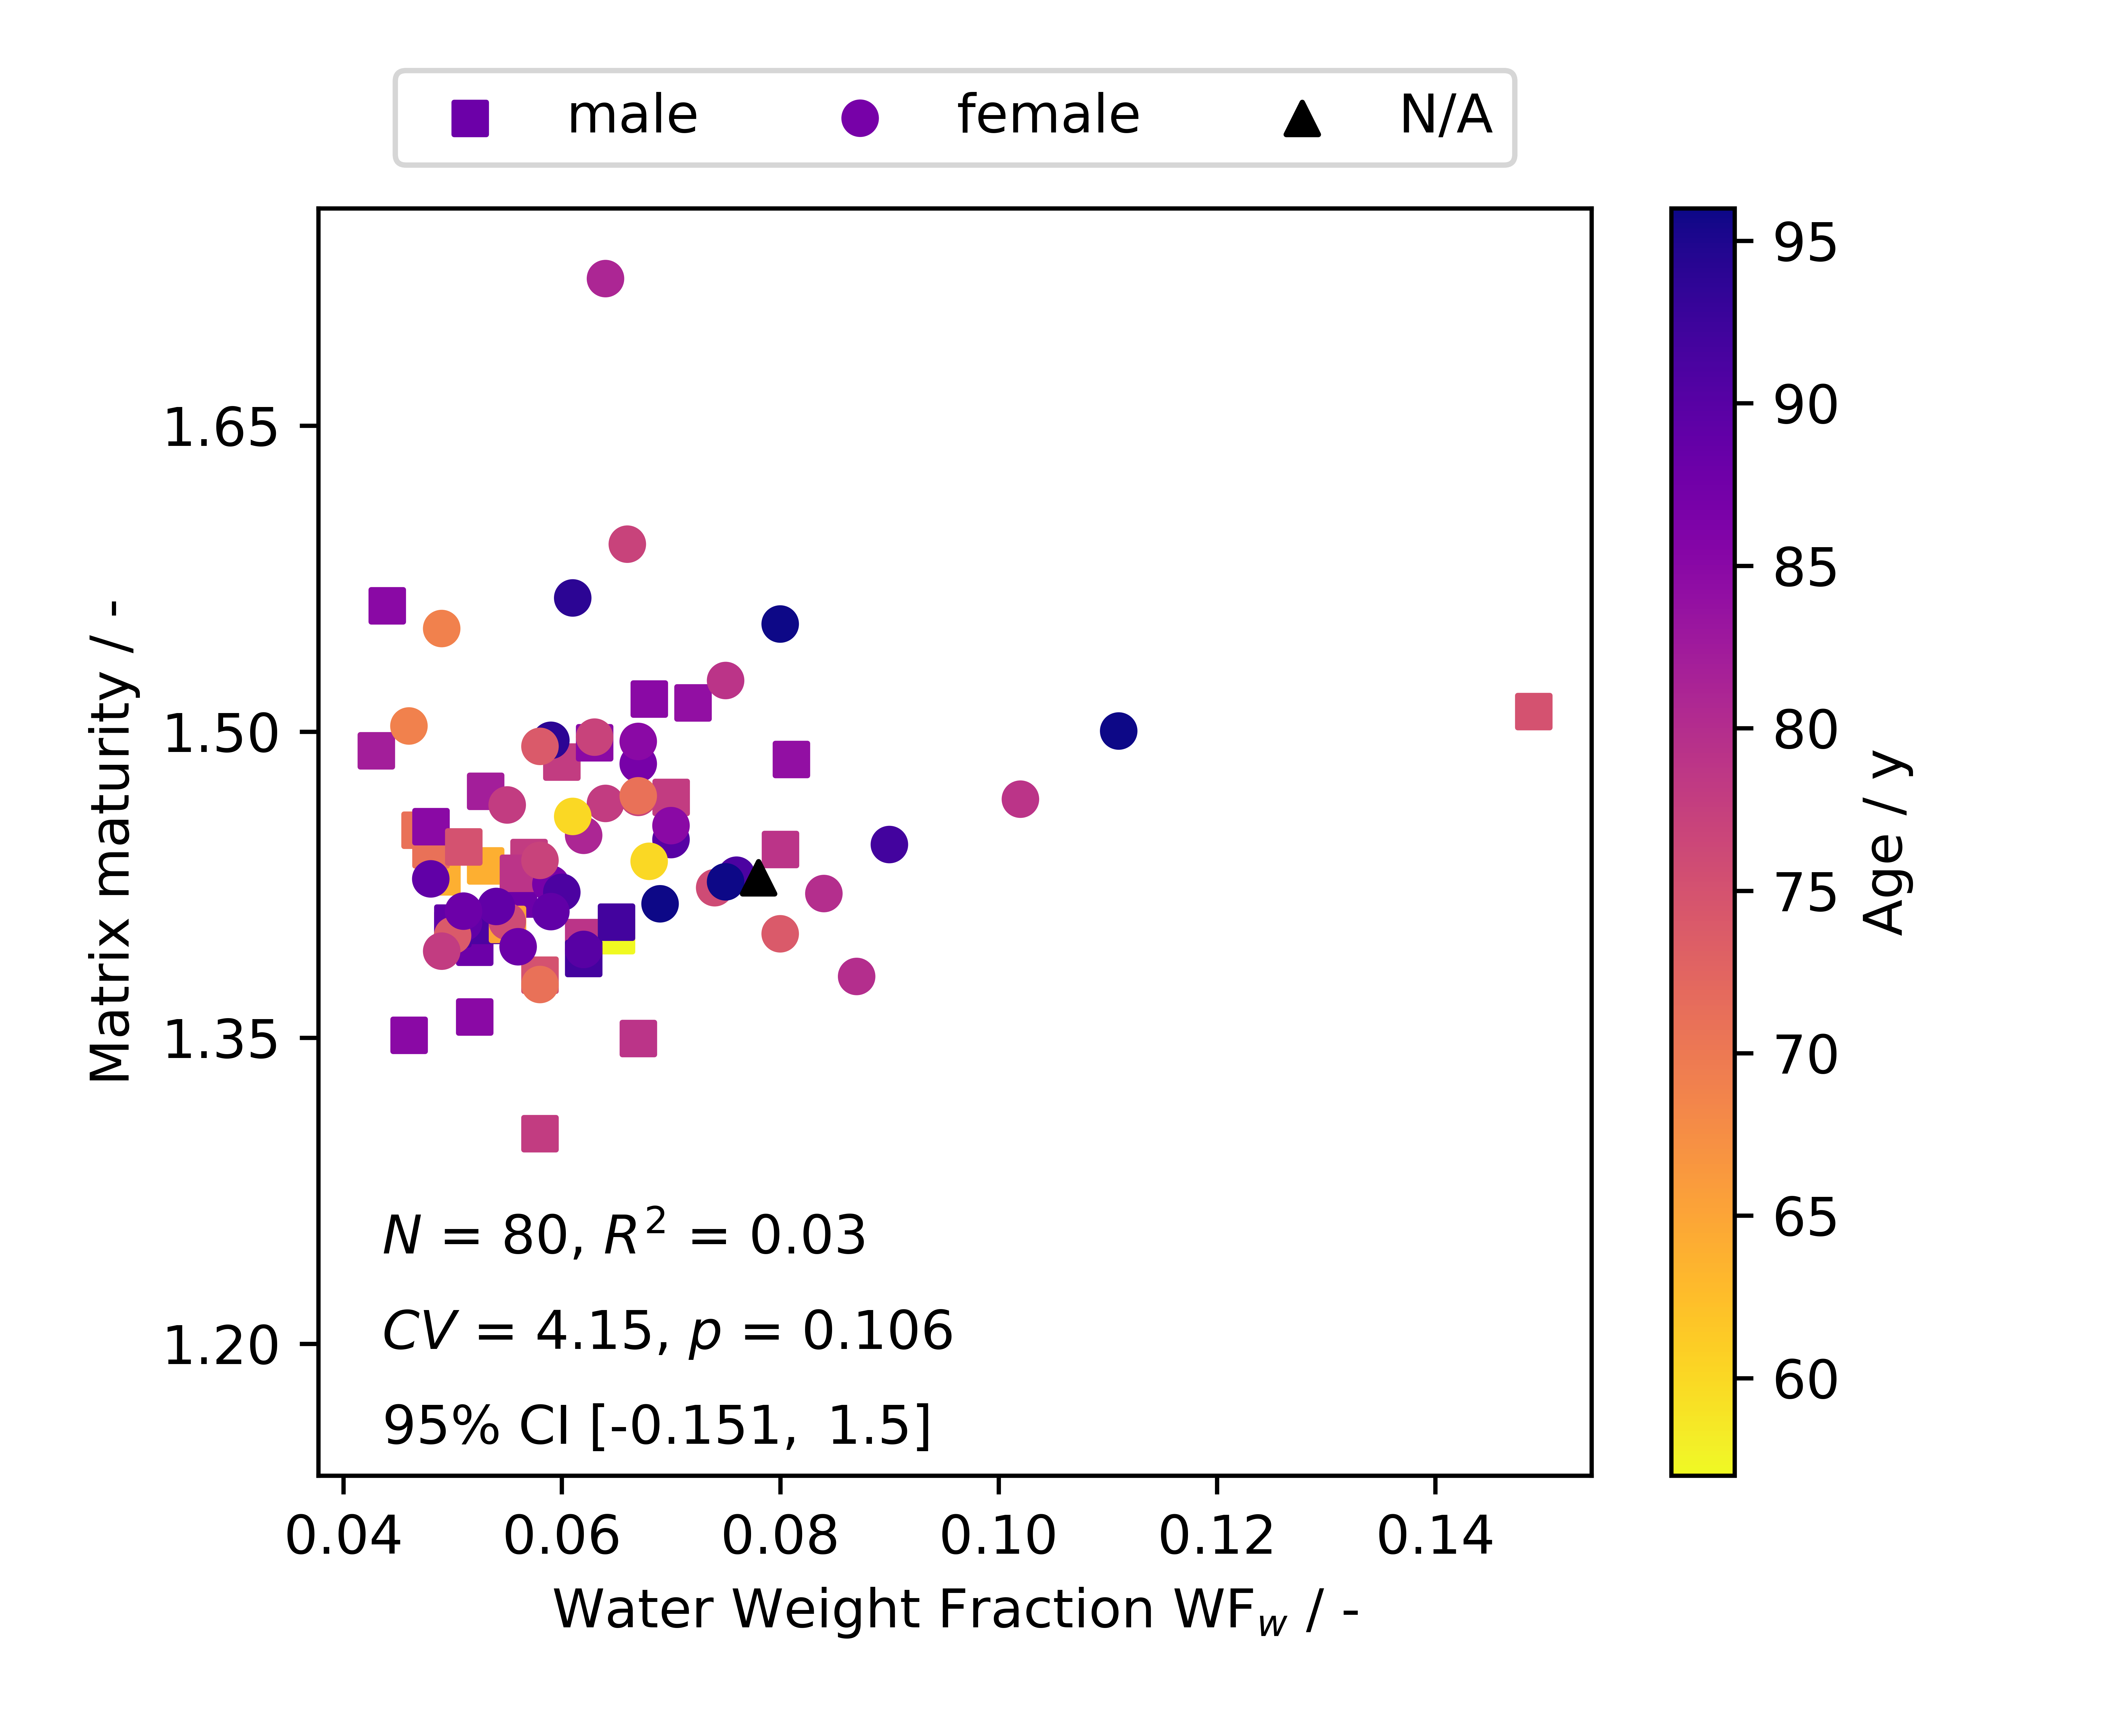 male female N/A
1.65
1.50
1.35
1.20
Matrix maturity / -
N = 80, R² = 0.03
CV = 4.15, p = 0.106
95% CI [-0.151, 1.5]
0.04 0.06 0.08 0.10 0.12 0.14
Water Weight Fraction WF_w / -
95
90
85
80
75
70
65
60
Age / y